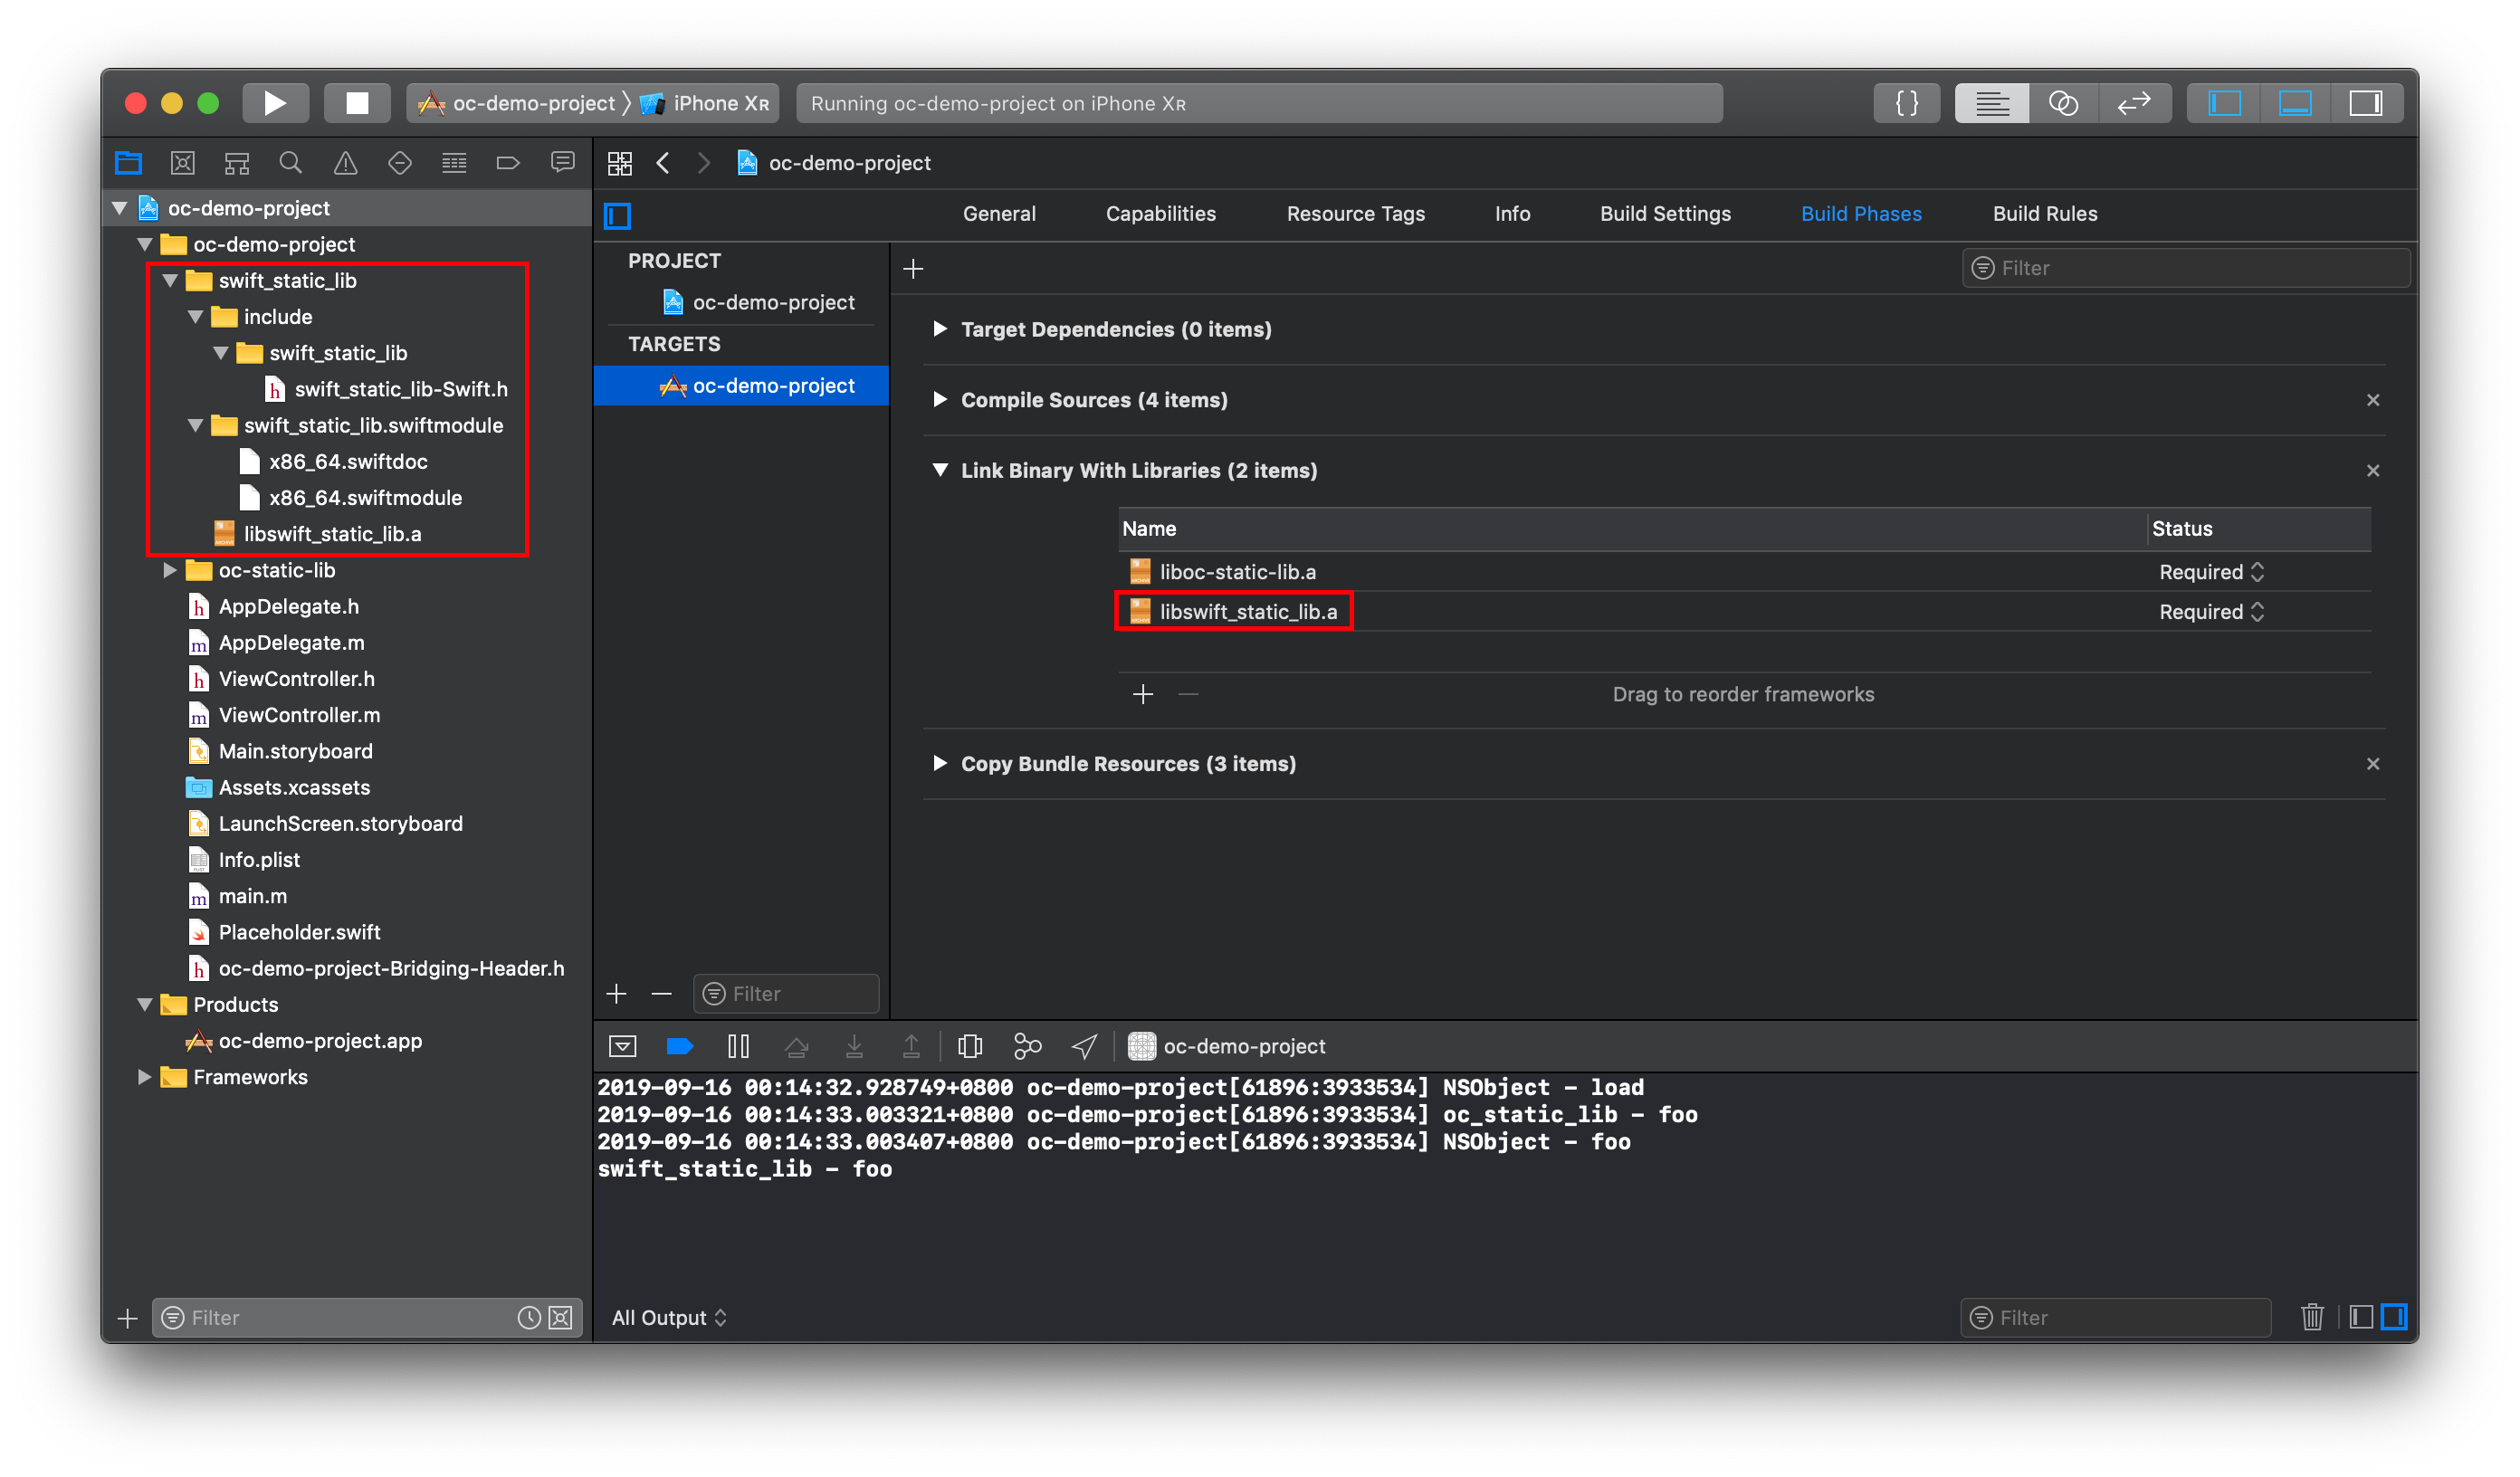 oc-demo-project 〉 iPhone Xʀ
Running oc-demo-project on iPhone Xʀ
{ }
oc-demo-project
oc-demo-project
swift_static_lib
include
swift_static_lib
swift_static_lib-Swift.h
swift_static_lib.swiftmodule
x86_64.swiftdoc
x86_64.swiftmodule
libswift_static_lib.a
oc-static-lib
AppDelegate.h
AppDelegate.m
ViewController.h
ViewController.m
Main.storyboard
Assets.xcassets
LaunchScreen.storyboard
Info.plist
main.m
Placeholder.swift
oc-demo-project-Bridging-Header.h
Products
oc-demo-project.app
Frameworks
Filter
oc-demo-project
General Capabilities Resource Tags Info Build Settings Build Phases Build Rules
PROJECT
oc-demo-project
TARGETS
oc-demo-project
Filter
Filter
Target Dependencies (0 items)
Compile Sources (4 items)
Link Binary With Libraries (2 items)
Name Status
liboc-static-lib.a Required
libswift_static_lib.a Required
Drag to reorder frameworks
Copy Bundle Resources (3 items)
oc-demo-project
2019-09-16 00:14:32.928749+0800 oc-demo-project[61896:3933534] NSObject - load
2019-09-16 00:14:33.003321+0800 oc-demo-project[61896:3933534] oc_static_lib - foo
2019-09-16 00:14:33.003407+0800 oc-demo-project[61896:3933534] NSObject - foo
swift_static_lib - foo
All Output
Filter